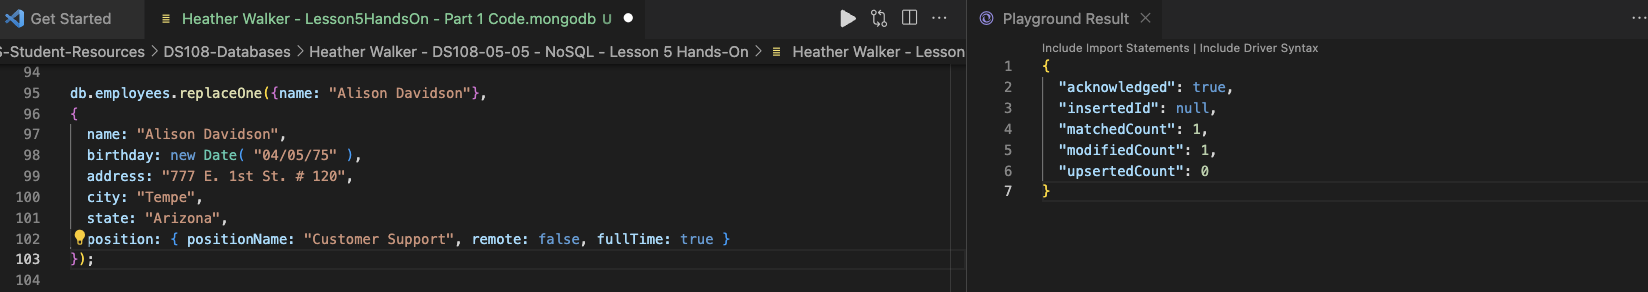 Get Started
Heather Walker - Lesson5HandsOn - Part 1 Code.mongodb U
S-Student-Resources > DS108-Databases > Heather Walker - DS108-05-05 - NoSQL - Lesson 5 Hands-On > Heather Walker - Lesson
94
95 db.employees.replaceOne({name: "Alison Davidson"},
96 {
97 name: "Alison Davidson",
98 birthday: new Date( "04/05/75" ),
99 address: "777 E. 1st St. # 120",
100 city: "Tempe",
101 state: "Arizona",
102 position: { positionName: "Customer Support", remote: false, fullTime: true }
103 });
104
Playground Result
Include Import Statements | Include Driver Syntax
1 {
2 "acknowledged": true,
3 "insertedId": null,
4 "matchedCount": 1,
5 "modifiedCount": 1,
6 "upsertedCount": 0
7 }